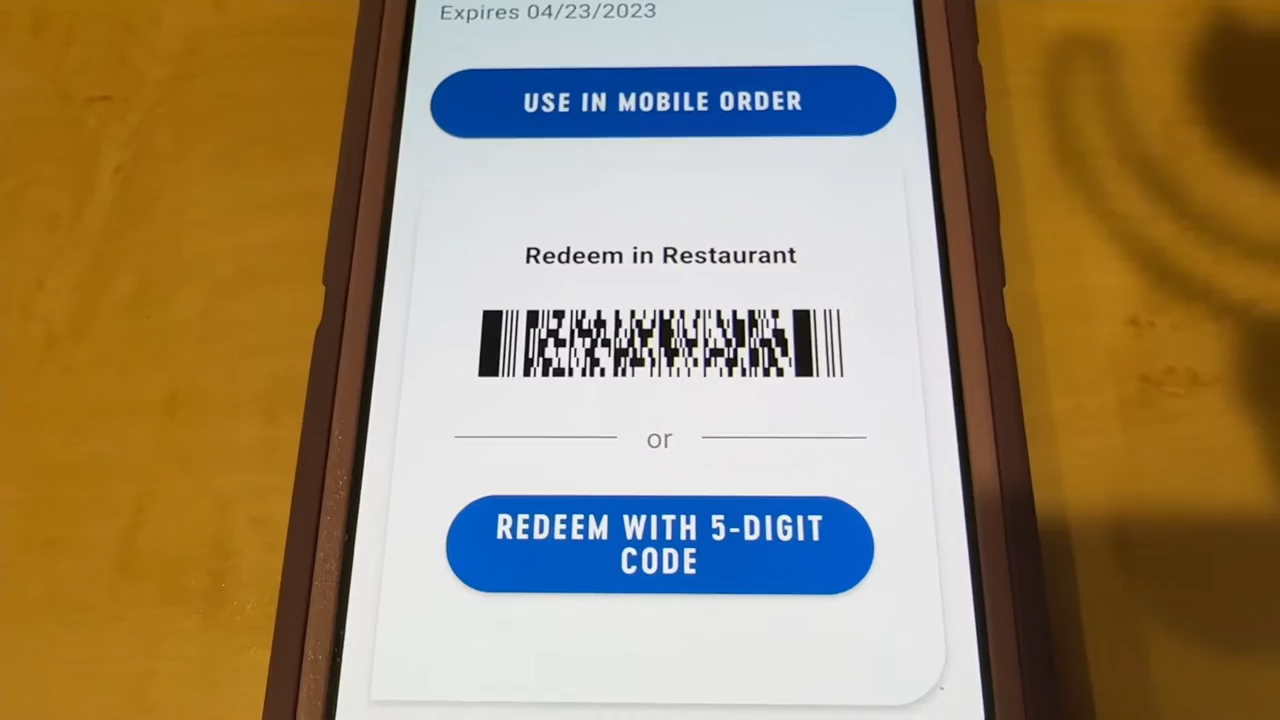 Expires 04/23/2023
USE IN MOBILE ORDER
Redeem in Restaurant
or
REDEEM WITH 5-DIGIT
CODE